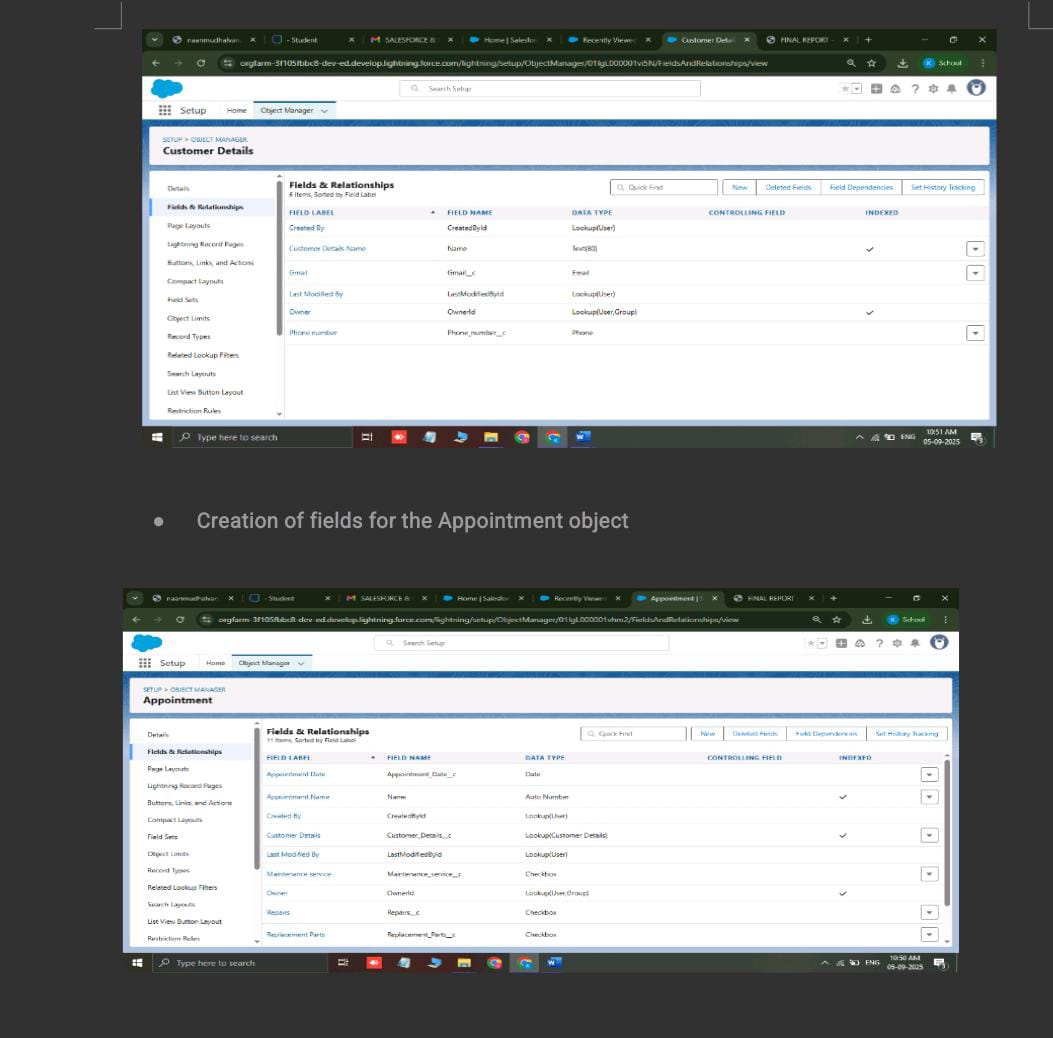 naanmudhalvan. × - Student × SALESFORCE & × Home | Salesfor × Recently Viewed × Customer Detail × FINAL REPORT - × +
orgfarm-3f105fbbc8-dev-ed.develop.lightning.force.com/lightning/setup/ObjectManager/01IgL000001vi5N/FieldsAndRelationships/view K School
Search Setup
Setup Home Object Manager
SETUP > OBJECT MANAGER
Customer Details
Details
Fields & Relationships
Page Layouts
Lightning Record Pages
Buttons, Links, and Actions
Compact Layouts
Field Sets
Object Limits
Record Types
Related Lookup Filters
Search Layouts
List View Button Layout
Restriction Rules
Fields & Relationships
6 Items, Sorted by Field Label
Quick Find New Deleted Fields Field Dependencies Set History Tracking
FIELD LABEL FIELD NAME DATA TYPE CONTROLLING FIELD INDEXED
Created By CreatedById Lookup(User)
Customer Details Name Name Text(80)
Gmail Gmail__c Email
Last Modified By LastModifiedById Lookup(User)
Owner OwnerId Lookup(User,Group)
Phone number Phone_number__c Phone
Type here to search ENG 10:51 AM
05-09-2025
● Creation of fields for the Appointment object
naanmudhalvan. × - Student × SALESFORCE & × Home | Salesfor × Recently Viewed × Appointment | S × FINAL REPORT × +
orgfarm-3f105fbbc8-dev-ed.develop.lightning.force.com/lightning/setup/ObjectManager/01IgL000001vhm2/FieldsAndRelationships/view K School
Search Setup
Setup Home Object Manager
SETUP > OBJECT MANAGER
Appointment
Details
Fields & Relationships
Page Layouts
Lightning Record Pages
Buttons, Links, and Actions
Compact Layouts
Field Sets
Object Limits
Record Types
Related Lookup Filters
Search Layouts
List View Button Layout
Restriction Rules
Fields & Relationships
11 Items, Sorted by Field Label
Quick Find New Deleted Fields Field Dependencies Set History Tracking
FIELD LABEL FIELD NAME DATA TYPE CONTROLLING FIELD INDEXED
Appointment Date Appointment_Date__c Date
Appointment Name Name Auto Number
Created By CreatedById Lookup(User)
Customer Details Customer_Details__c Lookup(Customer Details)
Last Modified By LastModifiedById Lookup(User)
Maintenance service Maintenance_service__c Checkbox
Owner OwnerId Lookup(User,Group)
Repairs Repairs__c Checkbox
Replacement Parts Replacement_Parts__c Checkbox
Type here to search ENG 10:50 AM
05-09-2025